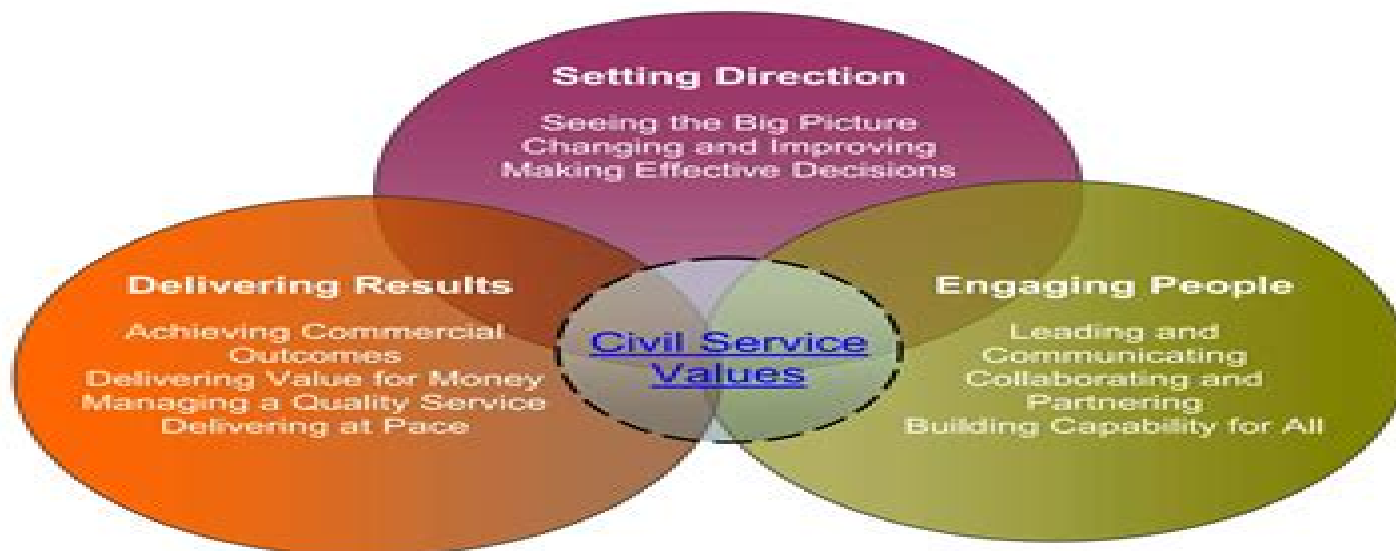 Setting Direction
Seeing the Big Picture
Changing and Improving
Making Effective Decisions
Delivering Results
Achieving Commercial
Outcomes
Delivering Value for Money
Managing a Quality Service
Delivering at Pace
Civil Service
Values
Engaging People
Leading and
Communicating
Collaborating and
Partnering
Building Capability for All